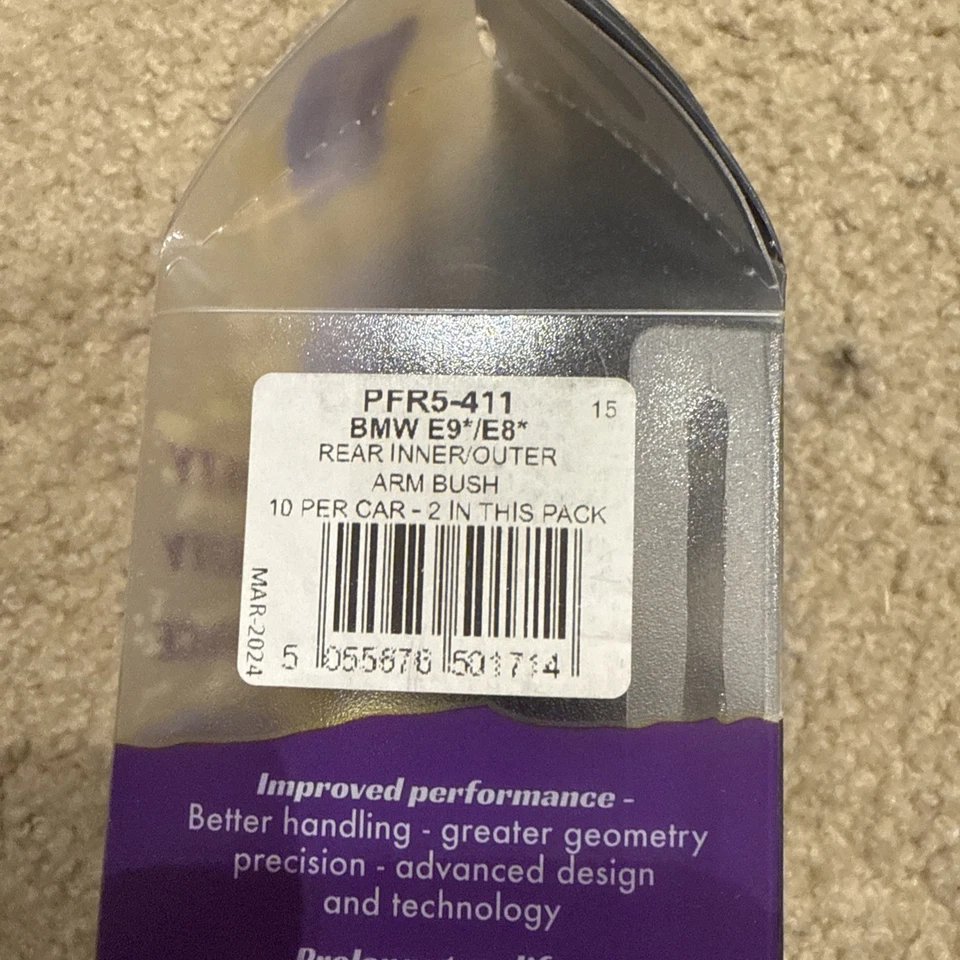 PFR5-411
15
BMW E9*/E8*
REAR INNER/OUTER
ARM BUSH
10 PER CAR - 2 IN THIS PACK
MAR-2024
5 055878 501714
Improved performance -
Better handling - greater geometry
precision - advanced design
and technology